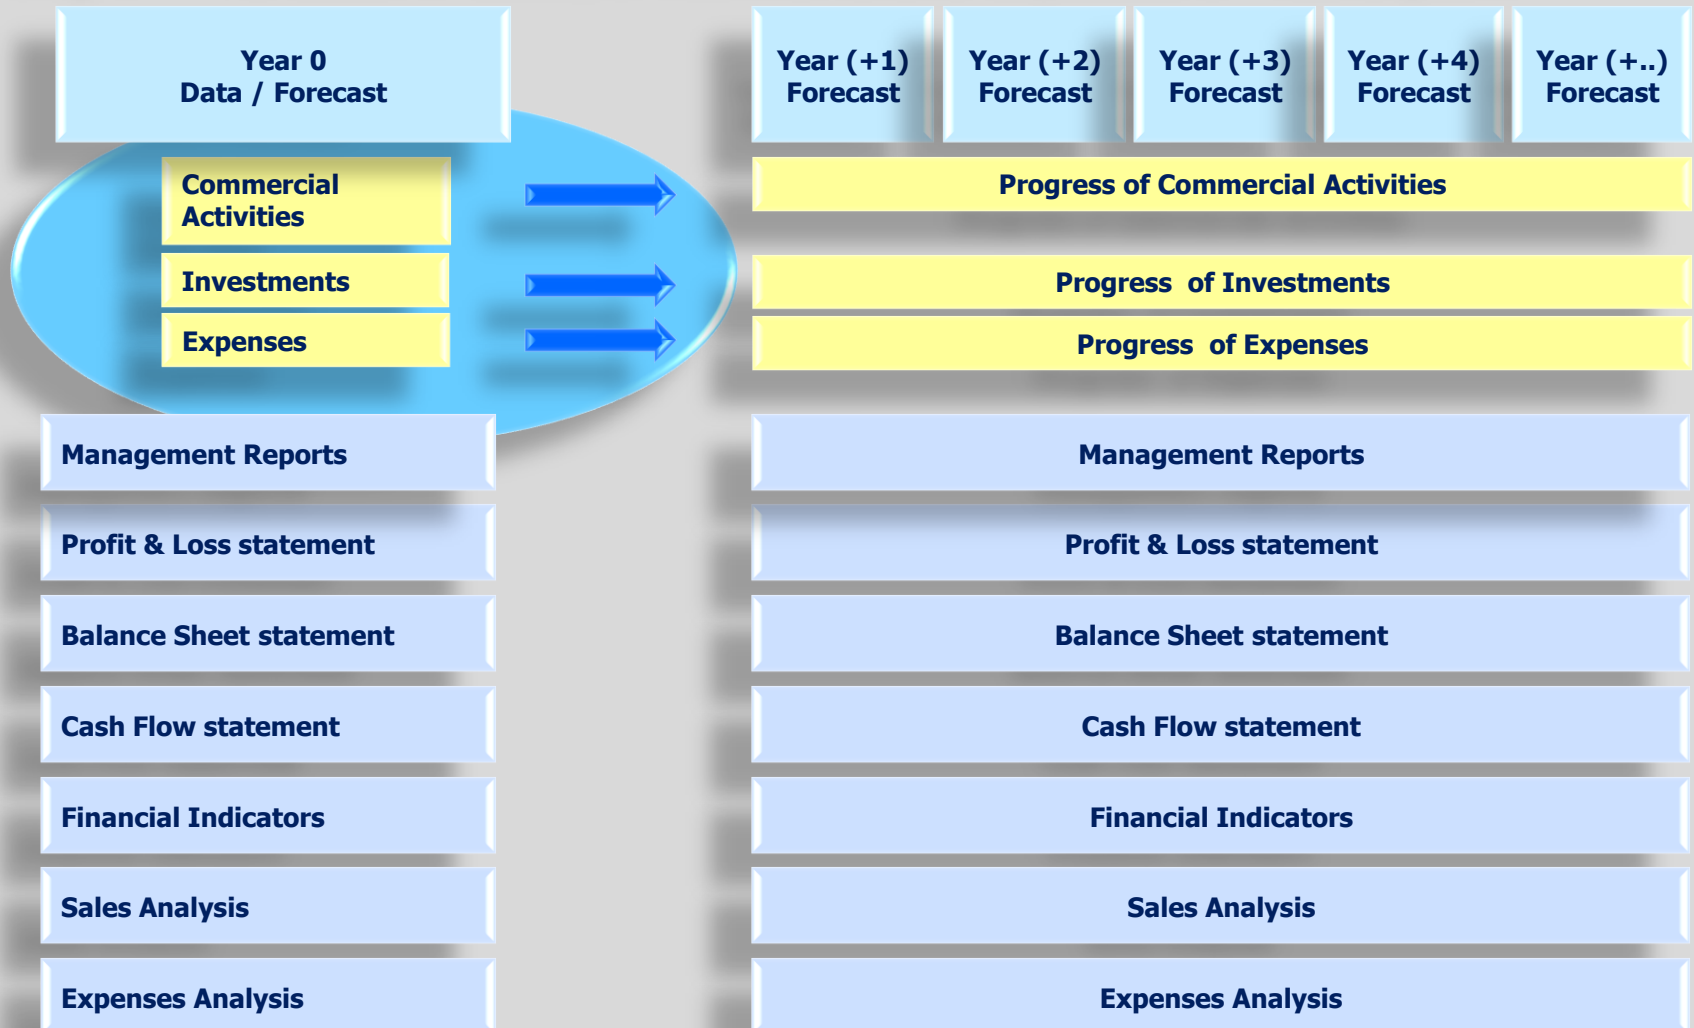 Year 0
Data / Forecast
Year (+1)
Forecast
Year (+2)
Forecast
Year (+3)
Forecast
Year (+4)
Forecast
Year (+..)
Forecast
Commercial
Activities
Progress of Commercial Activities
Investments
Progress of Investments
Expenses
Progress of Expenses
Management Reports
Management Reports
Profit & Loss statement
Profit & Loss statement
Balance Sheet statement
Balance Sheet statement
Cash Flow statement
Cash Flow statement
Financial Indicators
Financial Indicators
Sales Analysis
Sales Analysis
Expenses Analysis
Expenses Analysis